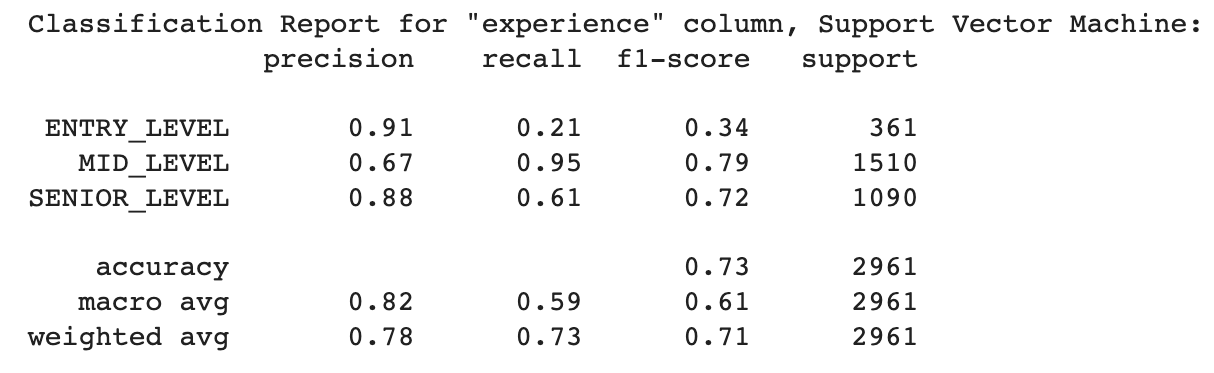 Classification Report for "experience" column, Support Vector Machine:
precision recall f1-score support
ENTRY_LEVEL 0.91 0.21 0.34 361
MID_LEVEL 0.67 0.95 0.79 1510
SENIOR_LEVEL 0.88 0.61 0.72 1090
accuracy 0.73 2961
macro avg 0.82 0.59 0.61 2961
weighted avg 0.78 0.73 0.71 2961